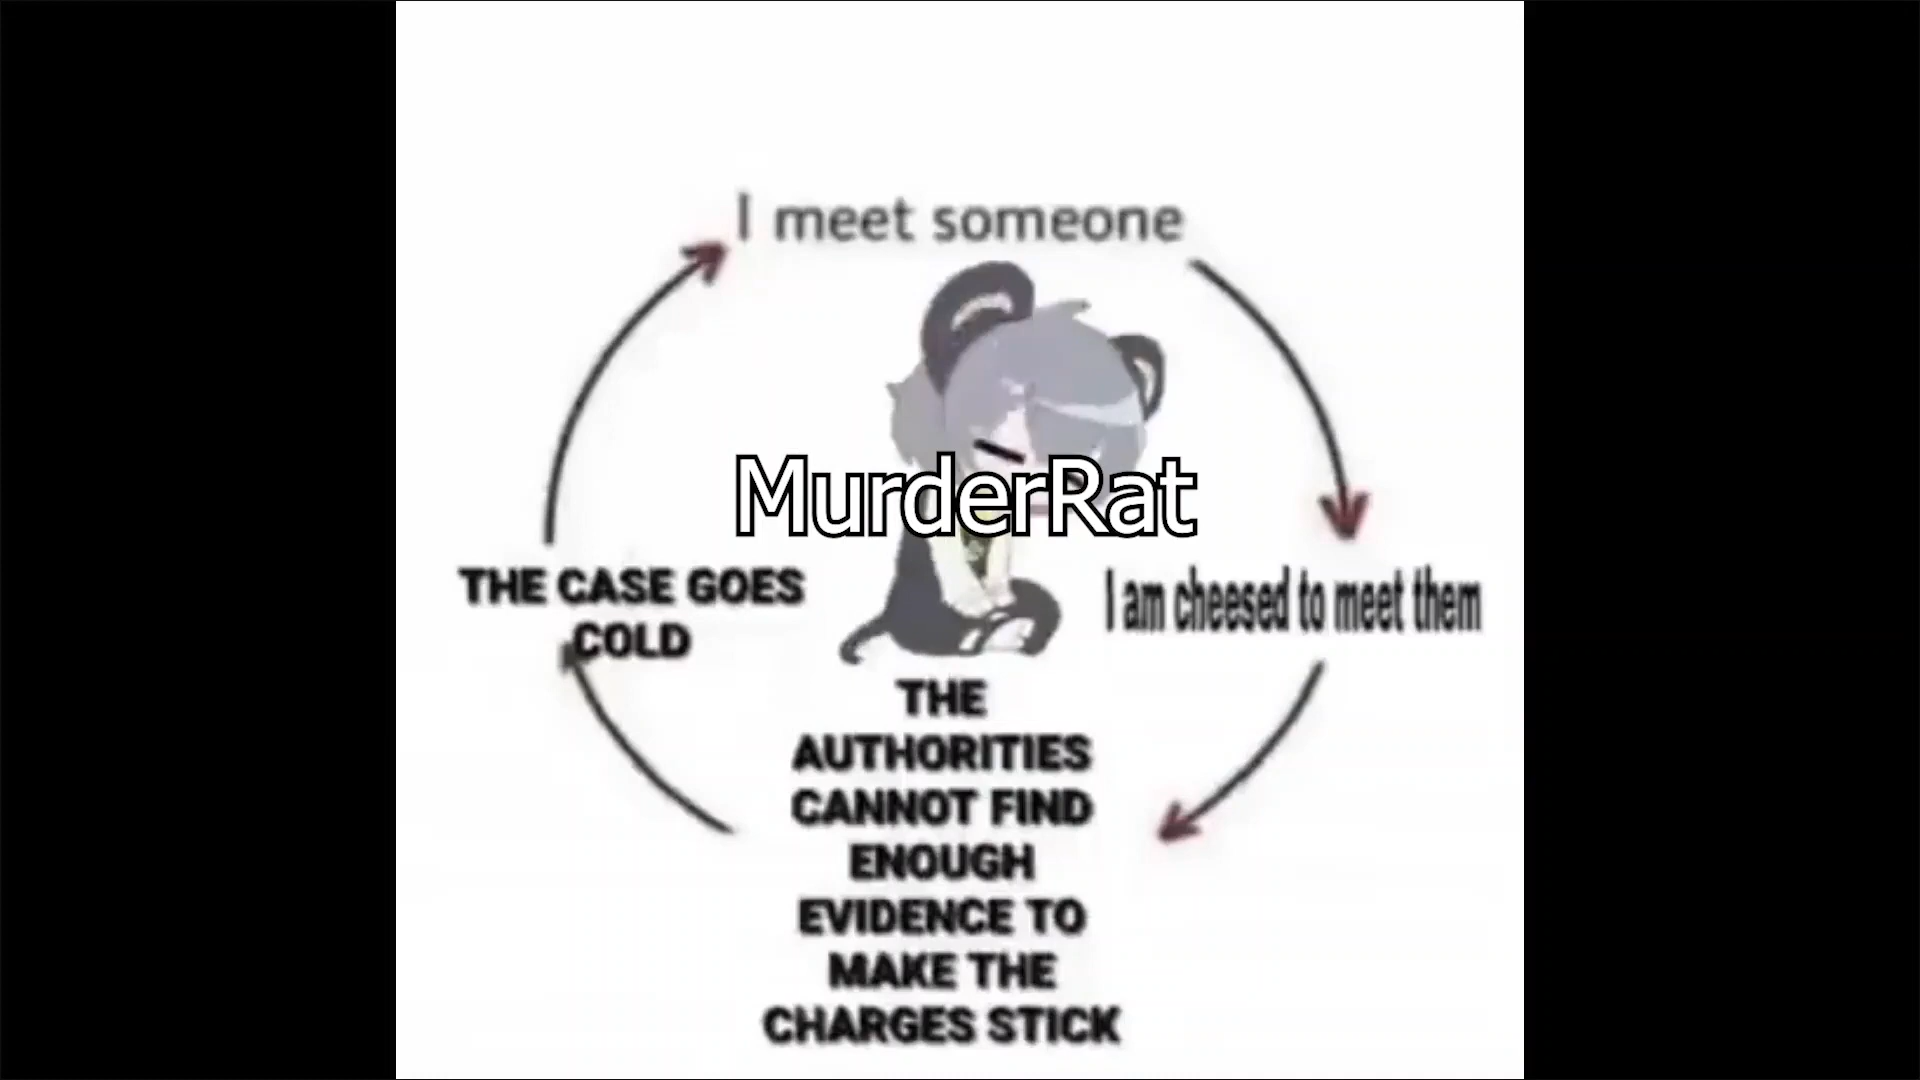 I meet someone
MurderRat
I am cheesed to meet them
THE
AUTHORITIES
CANNOT FIND
ENOUGH
EVIDENCE TO
MAKE THE
CHARGES STICK
THE CASE GOES
COLD